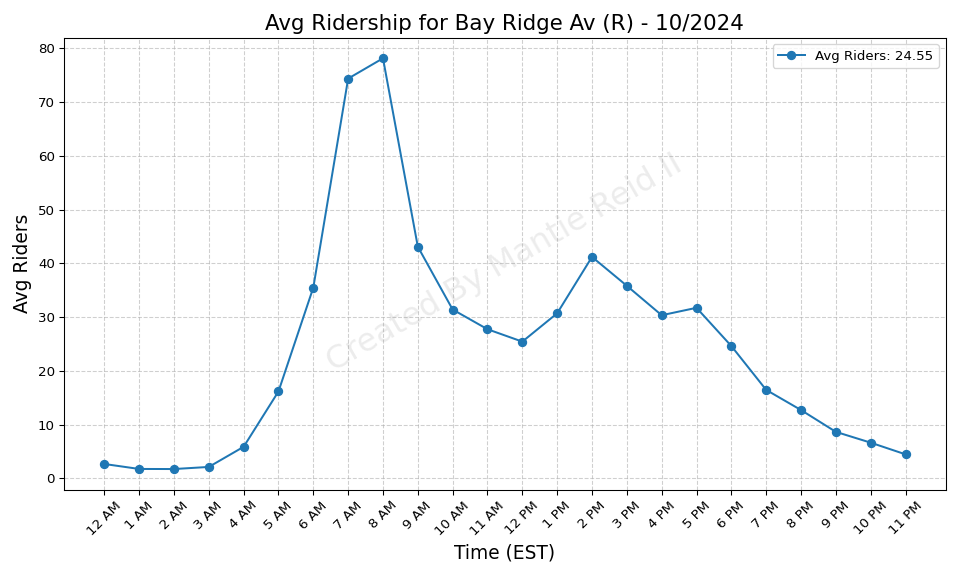 Avg Ridership for Bay Ridge Av (R) - 10/2024
Avg Riders: 24.55
Avg Riders
80
70
60
50
40
30
20
10
0
Created By Mantie Reid II
12 AM
1 AM
2 AM
3 AM
4 AM
5 AM
6 AM
7 AM
8 AM
9 AM
10 AM
11 AM
12 PM
1 PM
2 PM
3 PM
4 PM
5 PM
6 PM
7 PM
8 PM
9 PM
10 PM
11 PM
Time (EST)